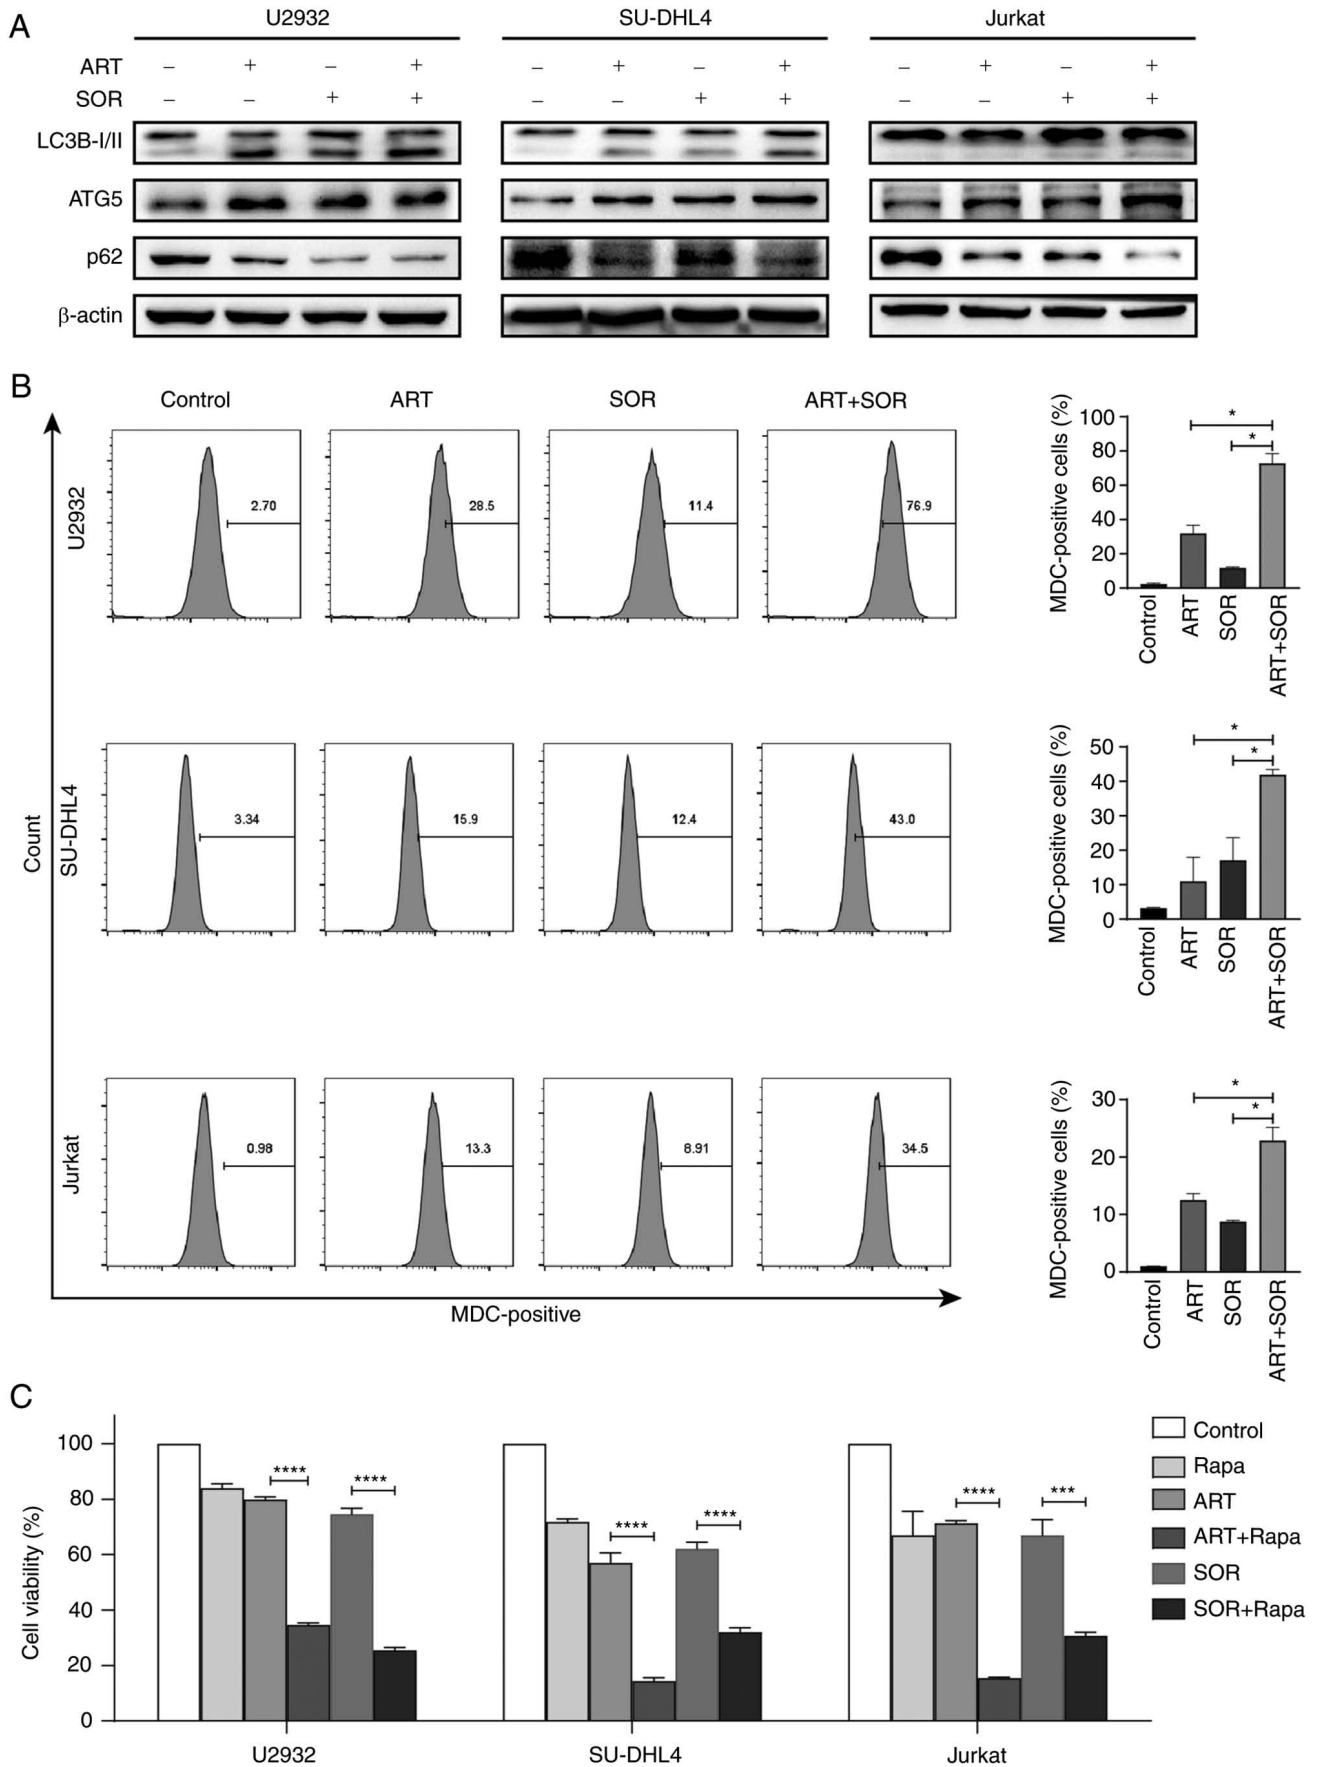 A
U2932 SU-DHL4 Jurkat
ART – + – + – + – + – + – +
SOR – – + + – – + + – – + +
LC3B-I/II
ATG5
p62
β-actin
B
Control ART SOR ART+SOR
U2932
2.70 28.5 11.4 76.9
MDC-positive cells (%)
100
80
60
40
20
0
* 
*
Control ART SOR ART+SOR
Count
SU-DHL4
3.34 15.9 12.4 43.0
MDC-positive cells (%)
50
40
30
20
10
0
*
*
Control ART SOR ART+SOR
Jurkat
0.98 13.3 8.91 34.5
MDC-positive cells (%)
30
20
10
0
*
*
Control ART SOR ART+SOR
MDC-positive
C
Cell viability (%)
100
80
60
40
20
0
**** **** **** **** **** ***
U2932 SU-DHL4 Jurkat
Control
Rapa
ART
ART+Rapa
SOR
SOR+Rapa